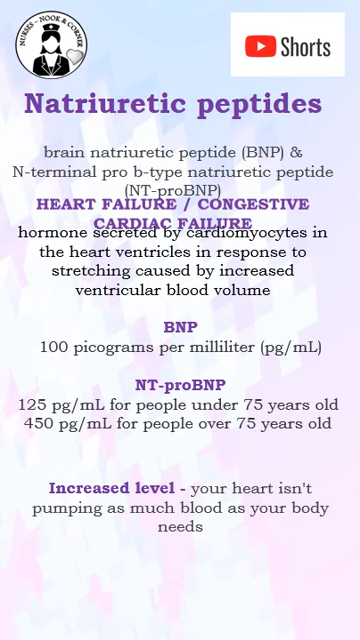 NURSES - NOOK & CORNER
Shorts
Natriuretic peptides
brain natriuretic peptide (BNP) &
N-terminal pro b-type natriuretic peptide
(NT-proBNP)
HEART FAILURE / CONGESTIVE
CARDIAC FAILURE
hormone secreted by cardiomyocytes in
the heart ventricles in response to
stretching caused by increased
ventricular blood volume
BNP
100 picograms per milliliter (pg/mL)
NT-proBNP
125 pg/mL for people under 75 years old
450 pg/mL for people over 75 years old
Increased level - your heart isn't
pumping as much blood as your body
needs